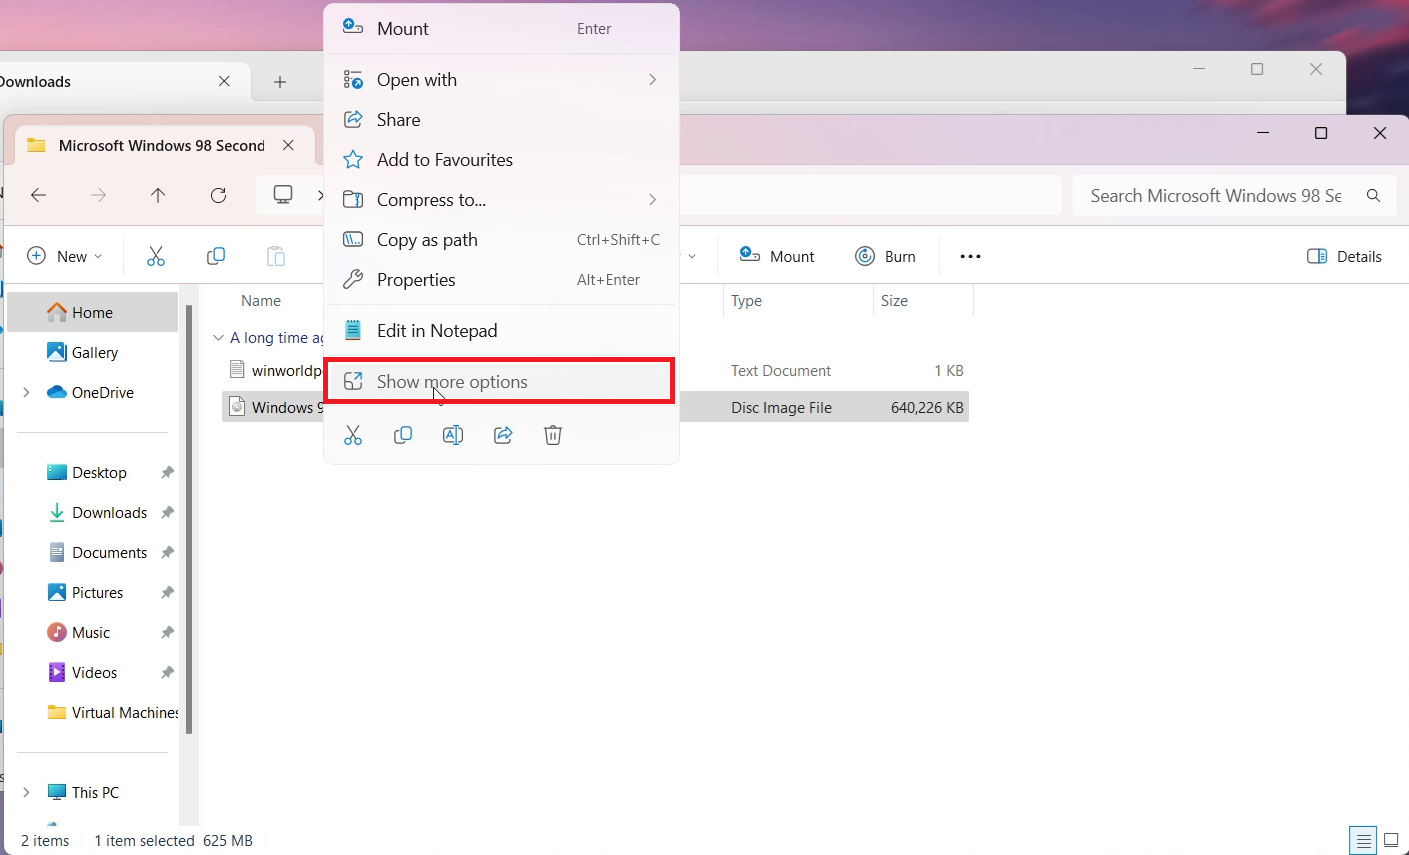 Mount Enter
Downloads
Open with
Share
Microsoft Windows 98 Second
Add to Favourites
Compress to...
Search Microsoft Windows 98 Se
Copy as path Ctrl+Shift+C
New
Mount
Burn
Details
Properties Alt+Enter
Name
Type
Size
Home
Edit in Notepad
A long time ag
Gallery
winworldp
Text Document
1 KB
Show more options
OneDrive
Windows 9
Disc Image File
640,226 KB
Desktop
Downloads
Documents
Pictures
Music
Videos
Virtual Machines
This PC
2 items
1 item selected 625 MB